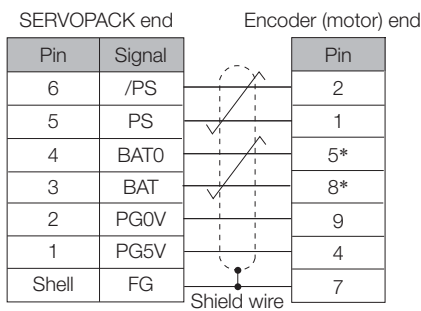 SERVOPACK end Encoder (motor) end
Pin Signal Pin
6 /PS 2
5 PS 1
4 BAT0 5*
3 BAT 8*
2 PG0V 9
1 PG5V 4
Shell FG 7
Shield wire